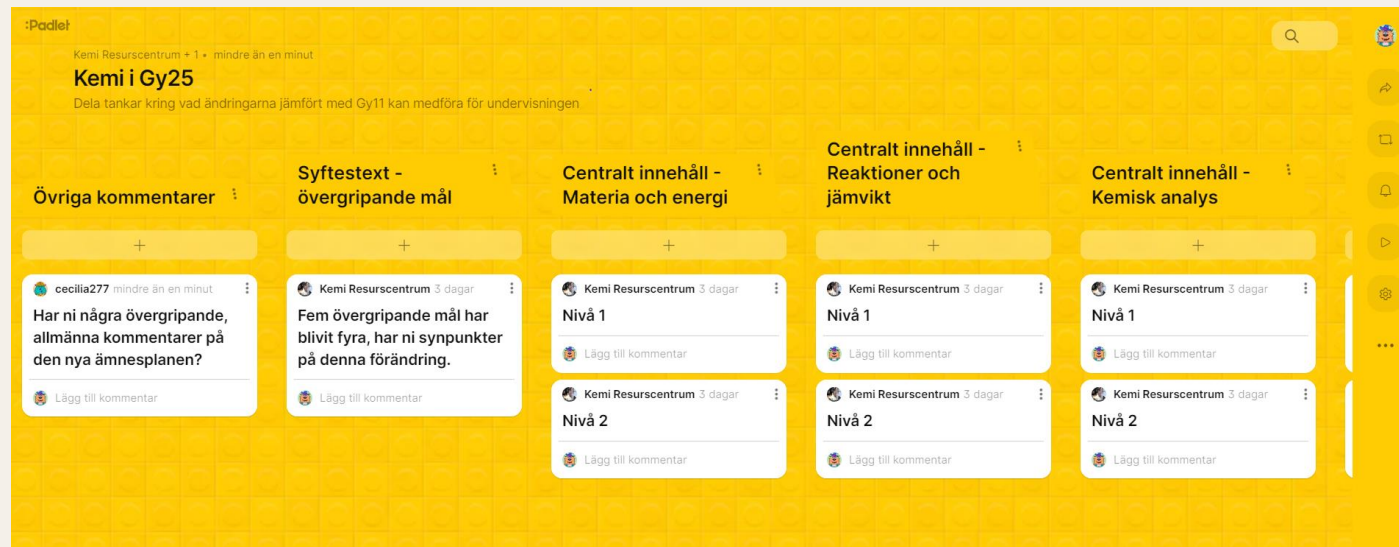 :Padlet
Kemi Resurscentrum + 1 • mindre än en minut
Kemi i Gy25
Dela tankar kring vad ändringarna jämfört med Gy11 kan medföra för undervisningen
Övriga kommentarer
+
cecilia277 mindre än en minut
Har ni några övergripande,
allmänna kommentarer på
den nya ämnesplanen?
Lägg till kommentar
Syftestext -
övergripande mål
+
Kemi Resurscentrum 3 dagar
Fem övergripande mål har
blivit fyra, har ni synpunkter
på denna förändring.
Lägg till kommentar
Centralt innehåll -
Materia och energi
+
Kemi Resurscentrum 3 dagar
Nivå 1
Lägg till kommentar
Kemi Resurscentrum 3 dagar
Nivå 2
Lägg till kommentar
Centralt innehåll -
Reaktioner och
jämvikt
+
Kemi Resurscentrum 3 dagar
Nivå 1
Lägg till kommentar
Kemi Resurscentrum 3 dagar
Nivå 2
Lägg till kommentar
Centralt innehåll -
Kemisk analys
+
Kemi Resurscentrum 3 dagar
Nivå 1
Lägg till kommentar
Kemi Resurscentrum 3 dagar
Nivå 2
Lägg till kommentar